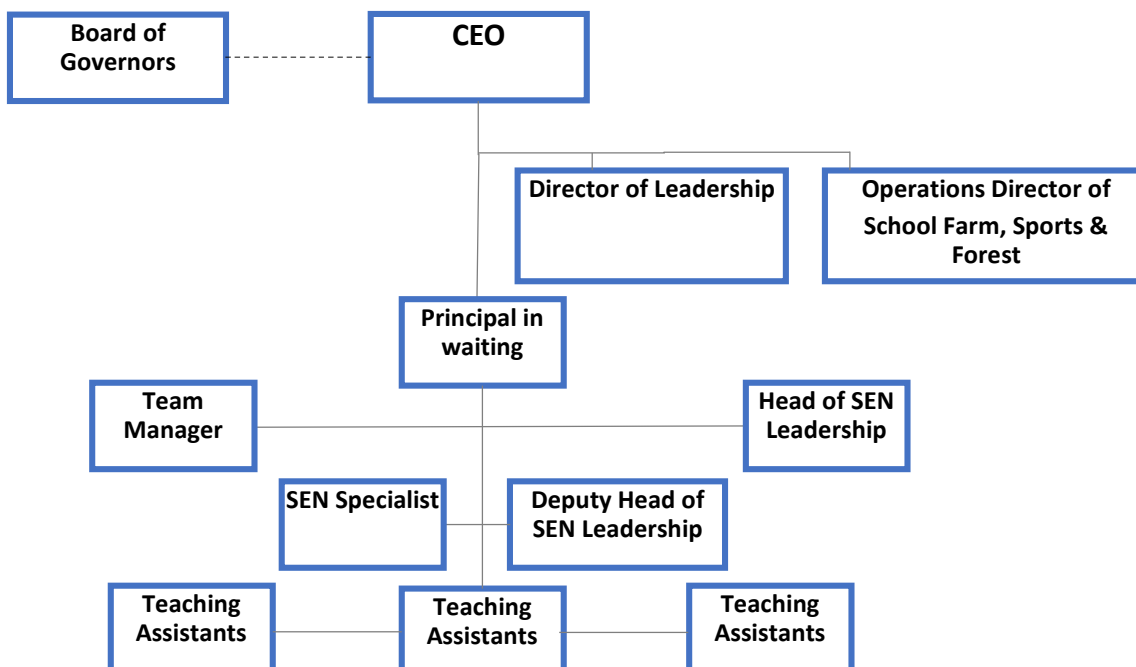 Board of
Governors
CEO
Director of Leadership
Operations Director of
School Farm, Sports &
Forest
Principal in
waiting
Team
Manager
Head of SEN
Leadership
SEN Specialist
Deputy Head of
SEN Leadership
Teaching
Assistants
Teaching
Assistants
Teaching
Assistants